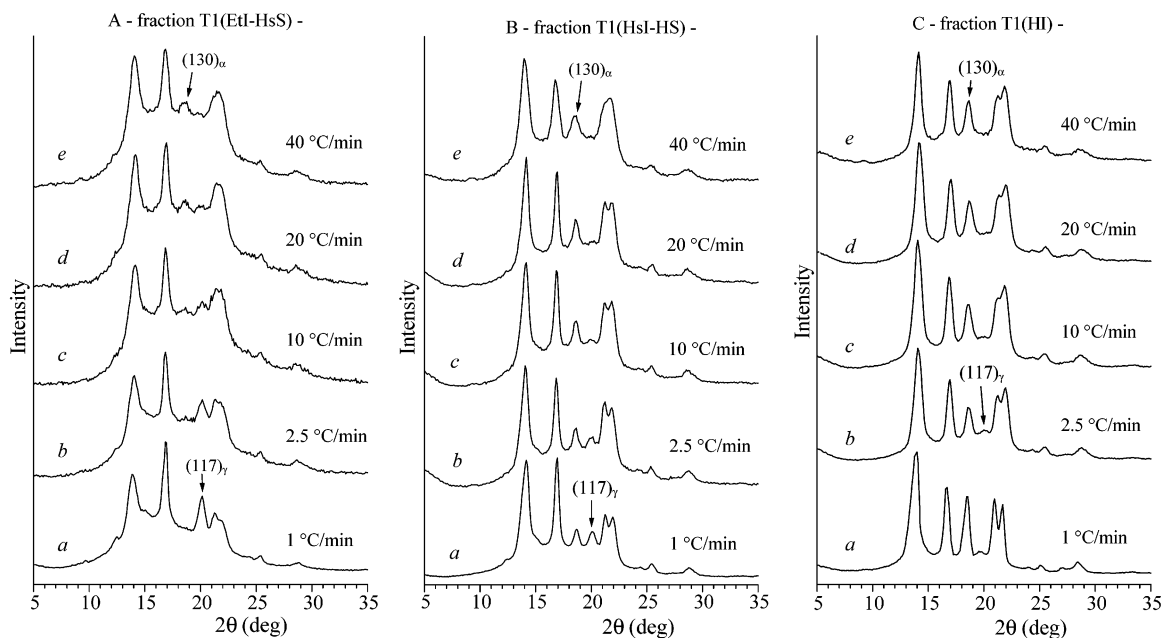 A - fraction T1(EtI-HsS) -
(130)α
e
40 °C/min
d
20 °C/min
c
10 °C/min
b
2.5 °C/min
(117)γ
a
1 °C/min
Intensity
5 10 15 20 25 30 35
2θ (deg)
B - fraction T1(HsI-HS) -
(130)α
e
40 °C/min
d
20 °C/min
c
10 °C/min
b
2.5 °C/min
(117)γ
a
1 °C/min
Intensity
5 10 15 20 25 30 35
2θ (deg)
C - fraction T1(HI) -
(130)α
e
40 °C/min
d
20 °C/min
c
10 °C/min
(117)γ
b
2.5 °C/min
a
1 °C/min
Intensity
5 10 15 20 25 30 35
2θ (deg)